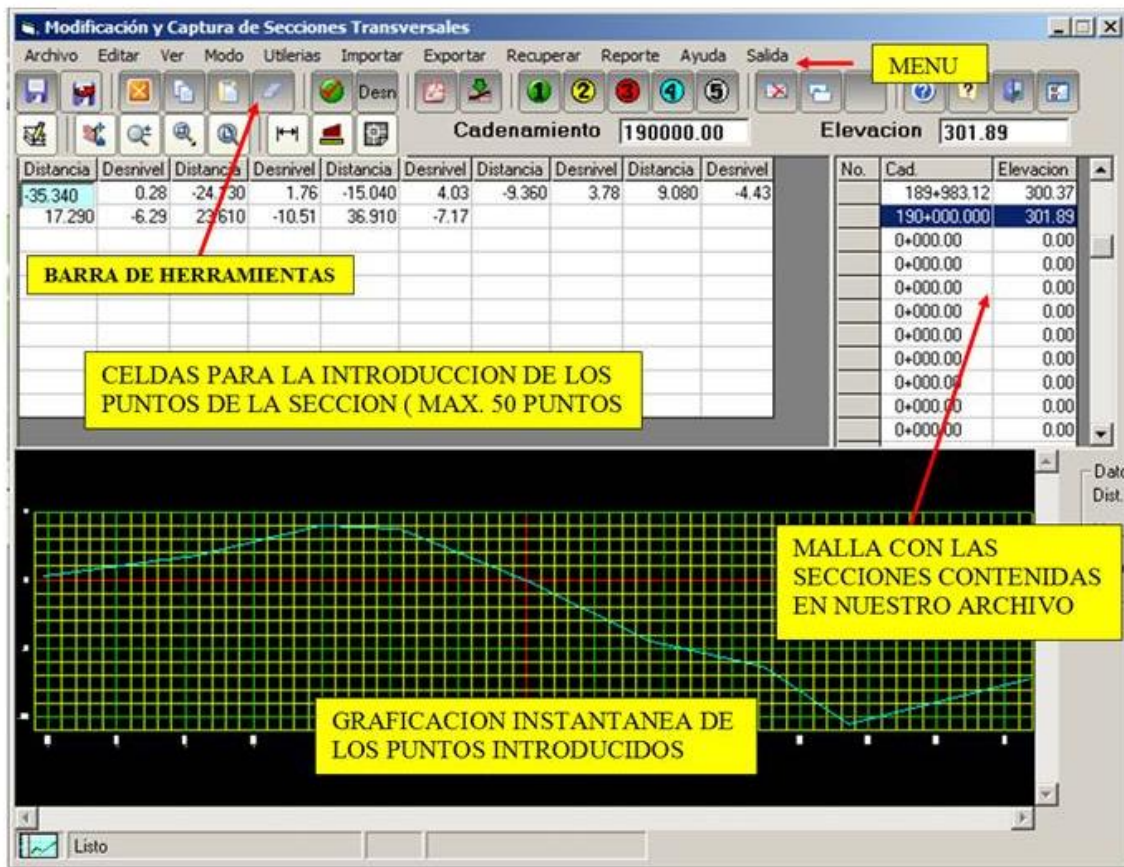 Modificación y Captura de Secciones Transversales
Archivo Editar Ver Modo Utilerias Importar Exportar Recuperar Reporte Ayuda Salida
MENU
Desn
1 2 3 4 5
Cadenamiento 190000.00 Elevacion 301.89
Distancia Desnivel Distancia Desnivel Distancia Desnivel Distancia Desnivel Distancia Desnivel
-35.340 0.28 -24.130 1.76 -15.040 4.03 -9.360 3.78 9.080 -4.43
17.290 -6.29 23.610 -10.51 36.910 -7.17
No. Cad. Elevacion
189+983.12 300.37
190+000.000 301.89
0+000.00 0.00
0+000.00 0.00
0+000.00 0.00
0+000.00 0.00
0+000.00 0.00
0+000.00 0.00
0+000.00 0.00
0+000.00 0.00
0+000.00 0.00
BARRA DE HERRAMIENTAS
CELDAS PARA LA INTRODUCCION DE LOS
PUNTOS DE LA SECCION ( MAX. 50 PUNTOS
Dato
Dist.
MALLA CON LAS
SECCIONES CONTENIDAS
EN NUESTRO ARCHIVO
GRAFICACION INSTANTANEA DE
LOS PUNTOS INTRODUCIDOS
Listo